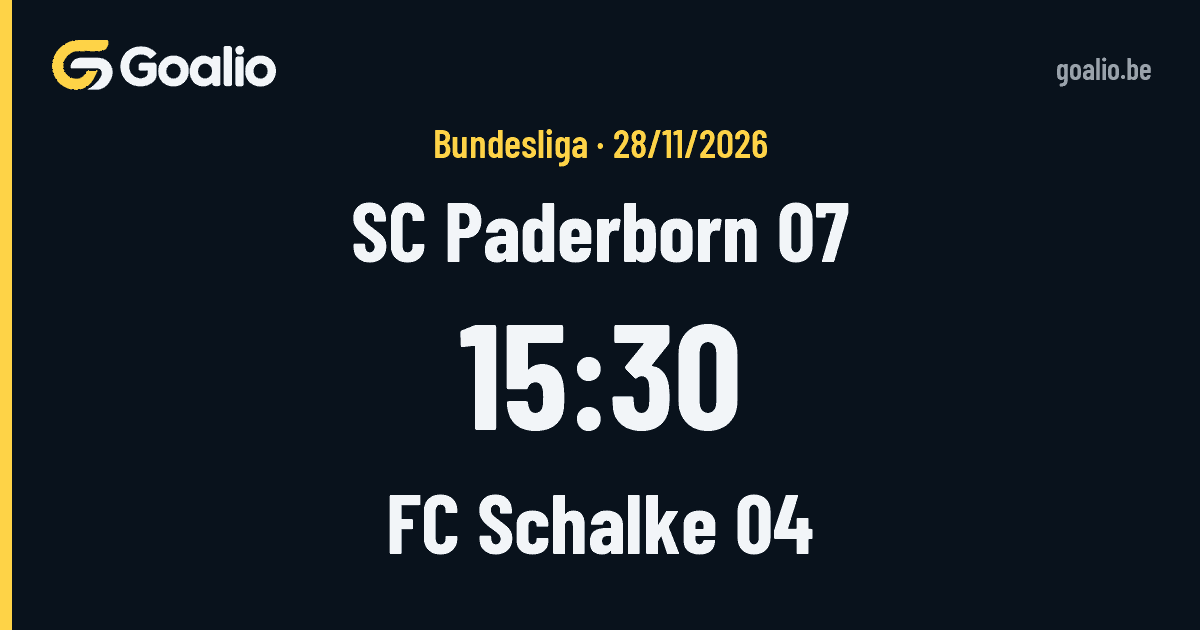 Goalio
goalio.be
Bundesliga · 28/11/2026
SC Paderborn 07
15:30
FC Schalke 04